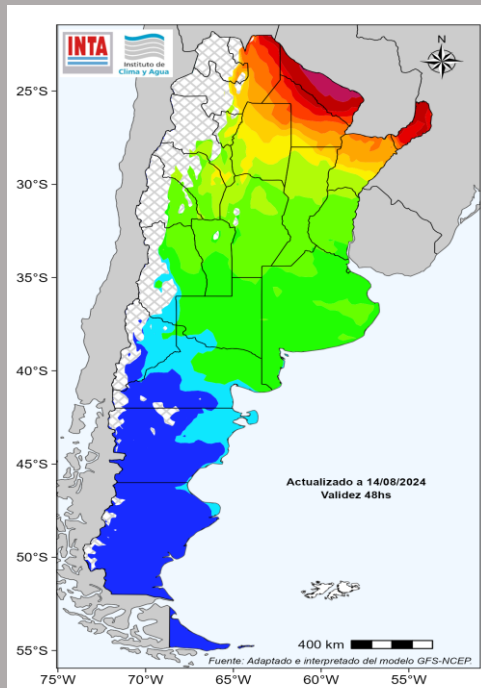 INTA
Instituto de
Clima y Agua
N
25°S
30°S
35°S
40°S
45°S
50°S
55°S
Actualizado a 14/08/2024
Validez 48hs
400 km
Fuente: Adaptado e interpretado del modelo GFS-NCEP.
75°W
70°W
65°W
60°W
55°W